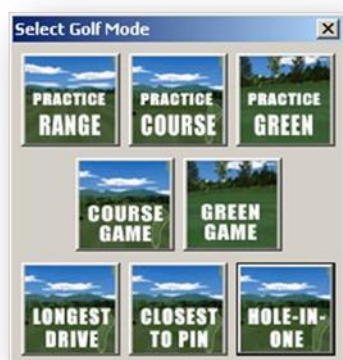 Select Golf Mode
PRACTICE PRACTICE PRACTICE
RANGE COURSE GREEN
COURSE GREEN
GAME GAME
LONGEST CLOSEST HOLE-IN-
DRIVE TO PIN ONE